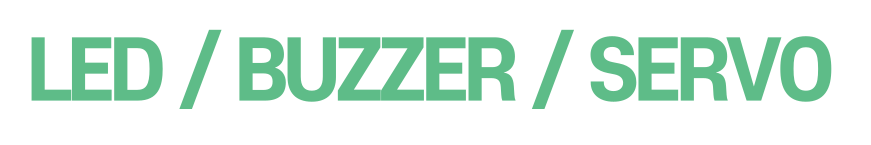 LED / BUZZER / SERVO